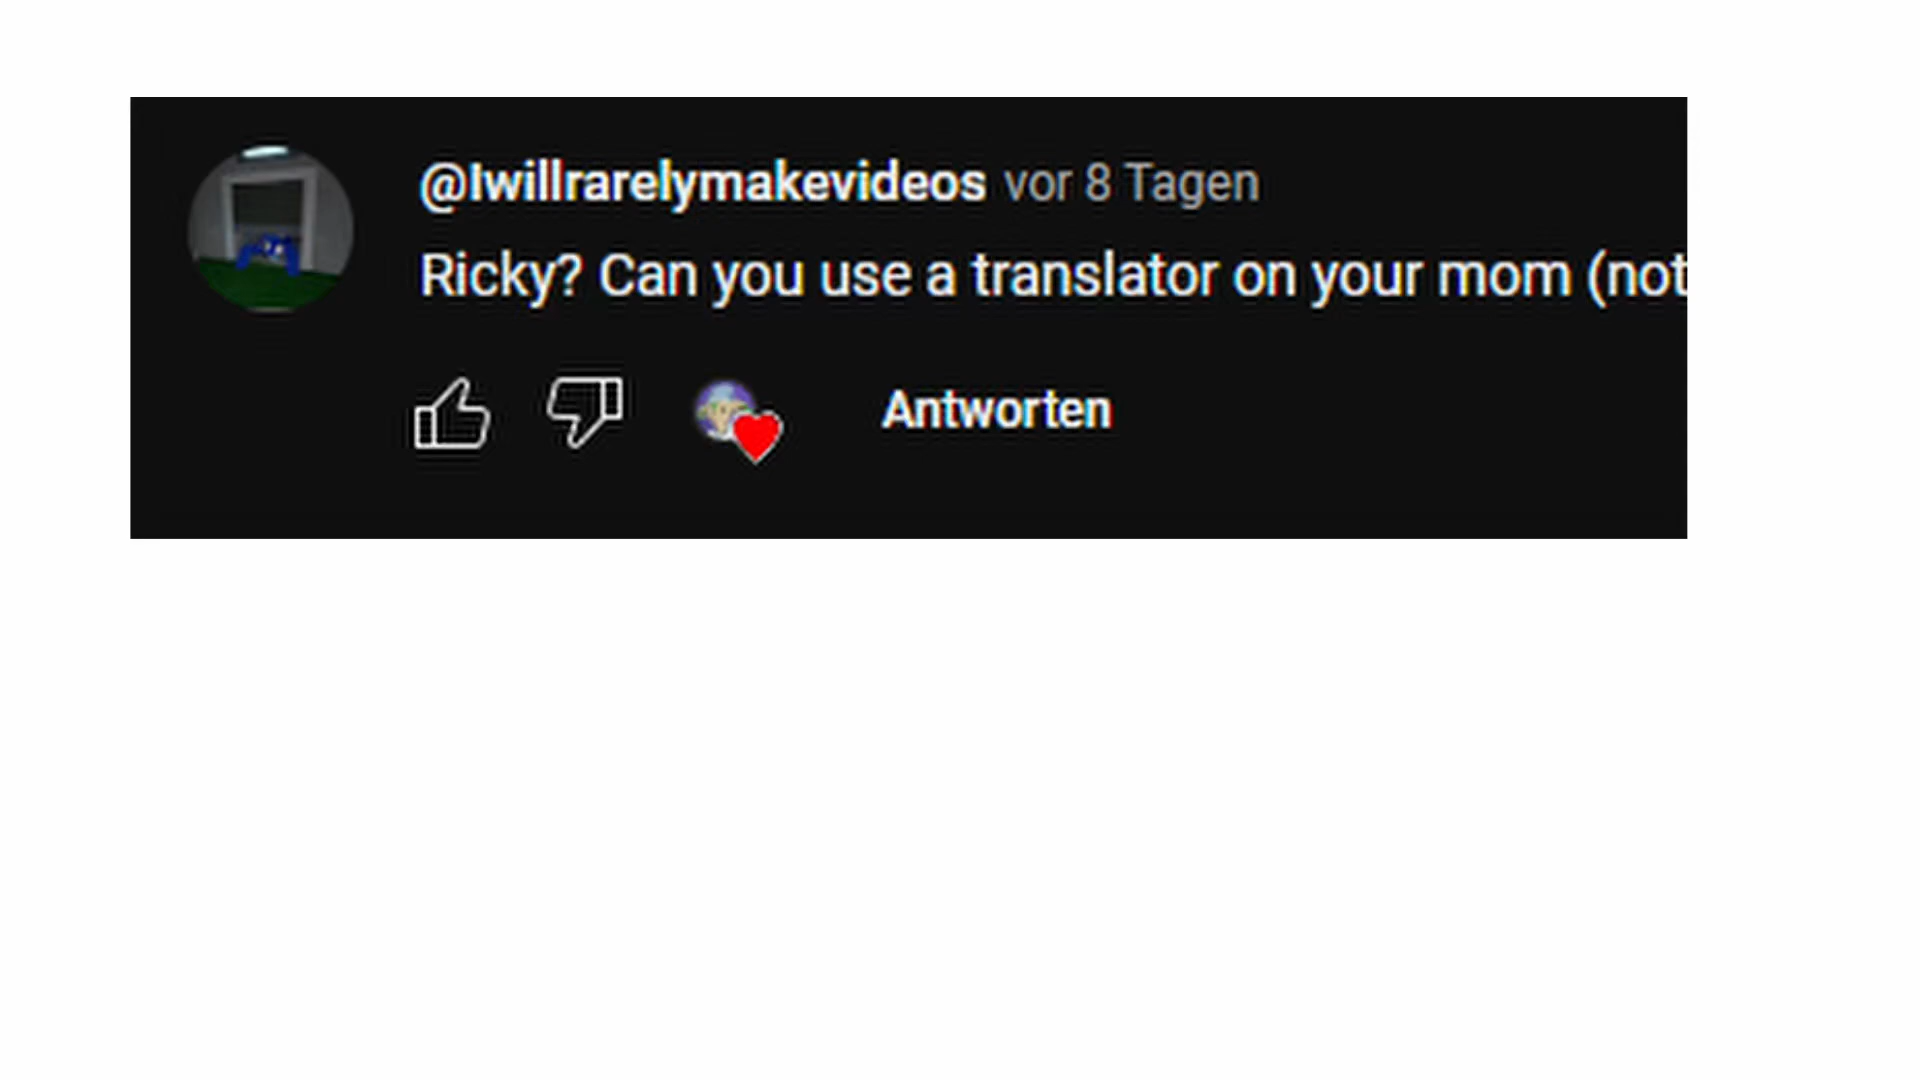 @Iwillrarelymakevideos vor 8 Tagen
Ricky? Can you use a translator on your mom (not
Antworten